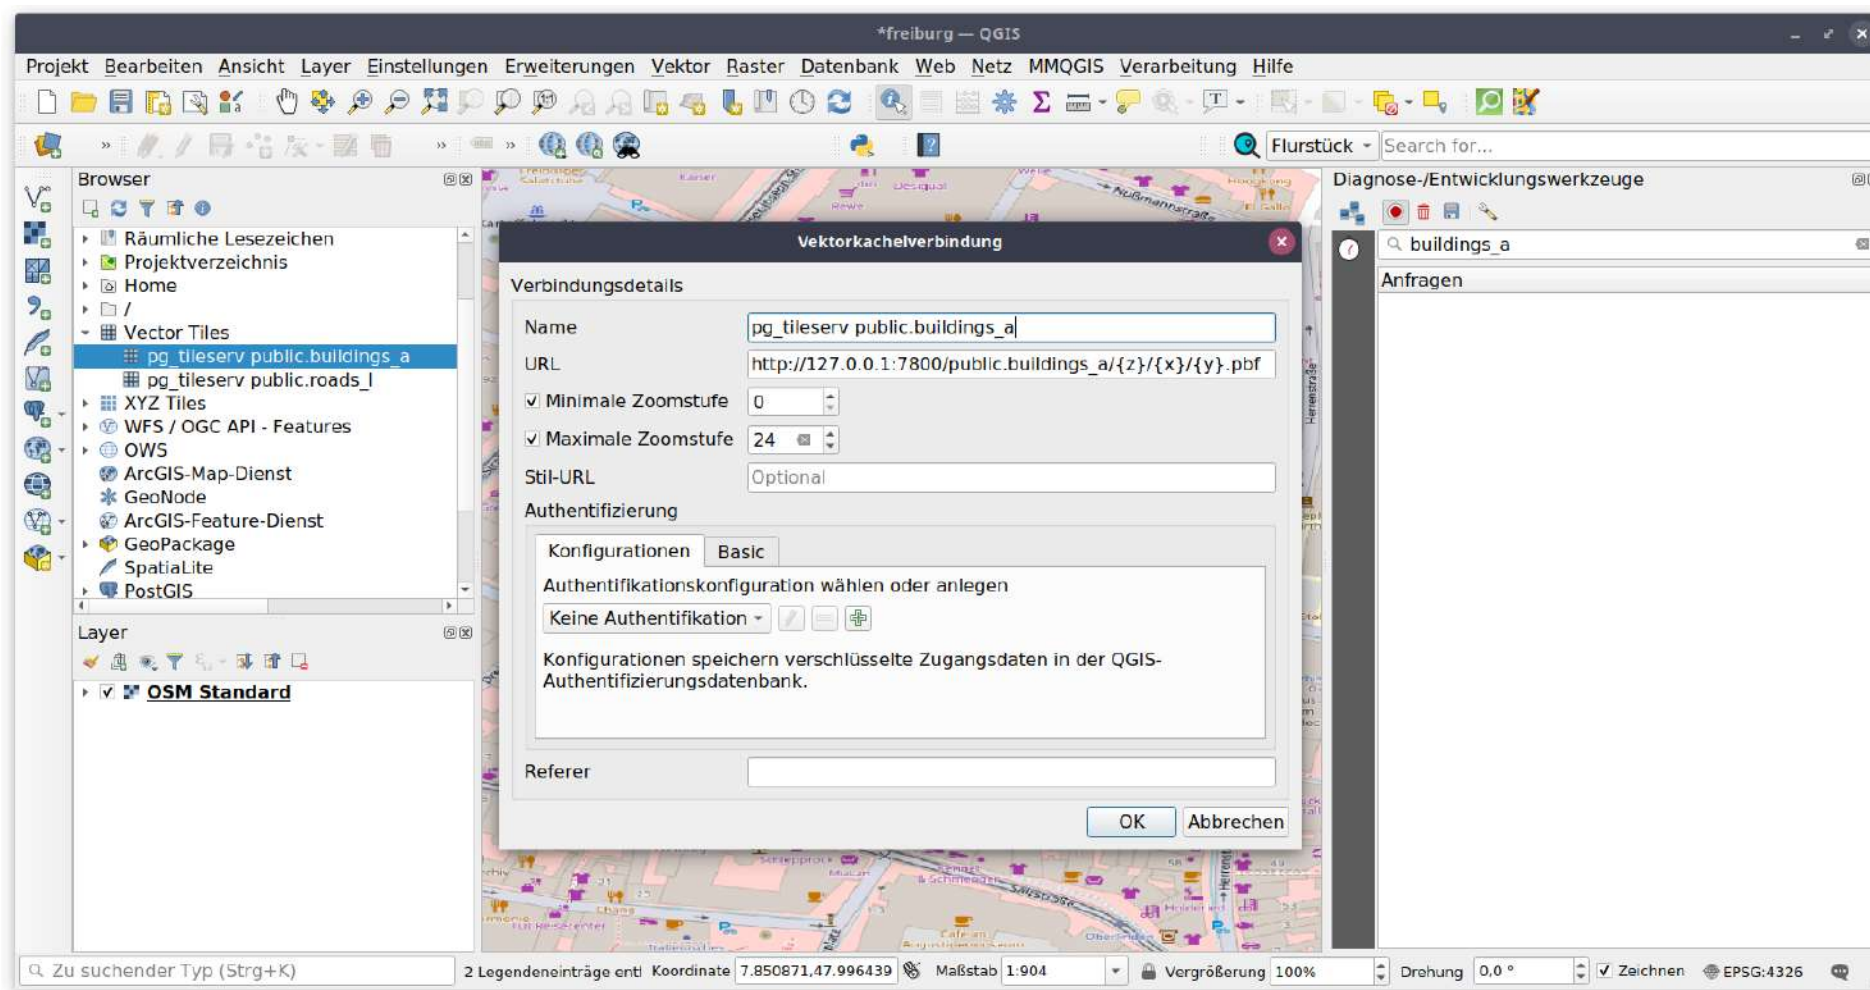 *freiburg — QGIS
Projekt Bearbeiten Ansicht Layer Einstellungen Erweiterungen Vektor Raster Datenbank Web Netz MMQGIS Verarbeitung Hilfe
Flurstück Search for...
Browser
Räumliche Lesezeichen
Projektverzeichnis
Home
/
Vector Tiles
pg_tileserv public.buildings_a
pg_tileserv public.roads_l
XYZ Tiles
WFS / OGC API - Features
OWS
ArcGIS-Map-Dienst
GeoNode
ArcGIS-Feature-Dienst
GeoPackage
SpatiaLite
PostGIS
Layer
OSM Standard
Kaiser
Desigual
Rewe
Nußmannstraße
Vektorkachelverbindung
Verbindungsdetails
Name pg_tileserv public.buildings_a
URL http://127.0.0.1:7800/public.buildings_a/{z}/{x}/{y}.pbf
Minimale Zoomstufe 0
Maximale Zoomstufe 24
Stil-URL Optional
Authentifizierung
Konfigurationen Basic
Authentifikationskonfiguration wählen oder anlegen
Keine Authentifikation
Konfigurationen speichern verschlüsselte Zugangsdaten in der QGIS-
Authentifizierungsdatenbank.
Referer
OK Abbrechen
Herrenstraße
Salzstraße
Diagnose-/Entwicklungswerkzeuge
buildings_a
Anfragen
Zu suchender Typ (Strg+K) 2 Legendeneinträge entf Koordinate 7.850871,47.996439 Maßstab 1:904 Vergrößerung 100% Drehung 0,0 ° Zeichnen EPSG:4326